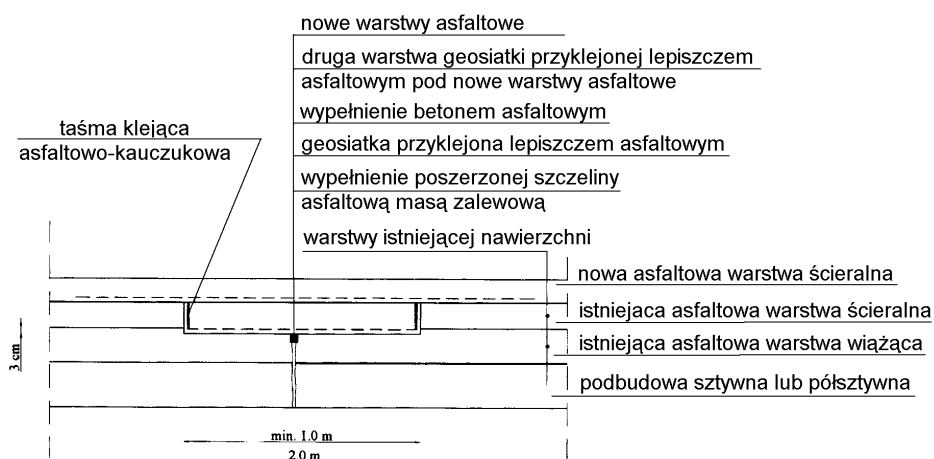 nowe warstwy asfaltowe
druga warstwa geosiatki przyklejonej lepiszczem
asfaltowym pod nowe warstwy asfaltowe
wypełnienie betonem asfaltowym
geosiatka przyklejona lepiszczem asfaltowym
wypełnienie poszerzonej szczeliny
asfaltową masą zalewową
warstwy istniejącej nawierzchni
taśma klejąca
asfaltowo-kauczukowa
nowa asfaltowa warstwa ścieralna
istniejaca asfaltowa warstwa ścieralna
istniejąca asfaltowa warstwa wiążąca
podbudowa sztywna lub półsztywna
3 cm
min. 1.0 m
2.0 m